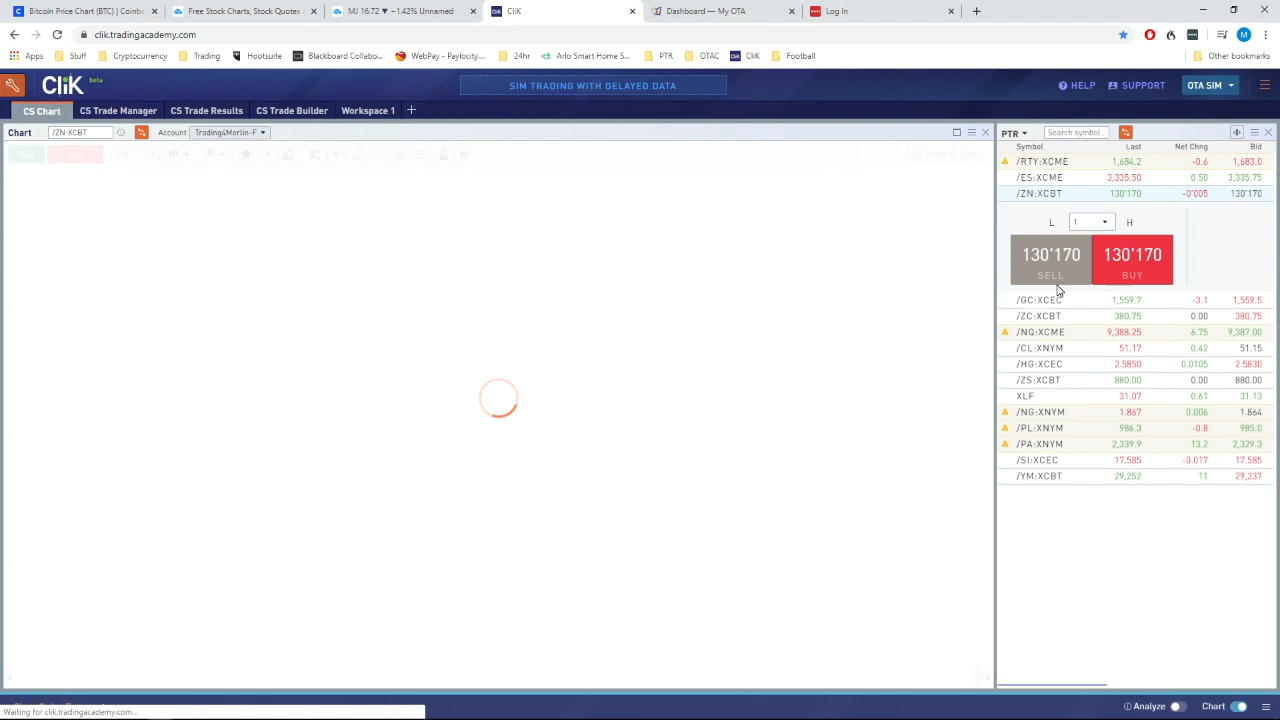 Bitcoin Price Chart (BTC) | Coinb
Free Stock Charts, Stock Quotes
MJ 16.72 ▼ −1.42% Unnamed
CliK
Dashboard — My OTA
Log In
clik.tradingacademy.com
Apps Stuff Cryptocurrency Trading Hootsuite Blackboard Collabo... WebPay - Paylocity... 24hr Arlo Smart Home S... PTR OTAC CliK Football Other bookmarks
CliK beta
SIM TRADING WITH DELAYED DATA
HELP SUPPORT OTA SIM
CS Chart CS Trade Manager CS Trade Results CS Trade Builder Workspace 1 +
Chart /ZN:XCBT Account Trading4Merlin-F
PTR Search symbol...
Symbol Last Net Chng Bid
/RTY:XCME 1,684.2 -0.6 1,683.0
/ES:XCME 3,335.50 0.50 3,335.75
/ZN:XCBT 130'170 -0'005 130'170
L 1 H
130'170 130'170
SELL BUY
/GC:XCEC 1,559.7 -3.1 1,559.5
/ZC:XCBT 380.75 0.00 380.75
/NQ:XCME 9,388.25 6.75 9,387.00
/CL:XNYM 51.17 0.42 51.15
/HG:XCEC 2.5850 0.0105 2.5830
/ZS:XCBT 880.00 0.00 880.00
XLF 31.07 0.61 31.13
/NG:XNYM 1.867 0.006 1.864
/PL:XNYM 986.3 -0.8 985.0
/PA:XNYM 2,339.9 13.2 2,329.3
/SI:XCEC 17.585 -0.017 17.585
/YM:XCBT 29,252 11 29,237
Waiting for clik.tradingacademy.com...
Analyze Chart